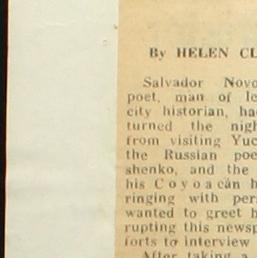 By HELEN CL
Salvador Novo
poet, man of le
city historian, ha
turned the nigh
from visiting Yuc
the Russian poe
shenko, and the
his Coyoacán h
ringing with per
wanted to greet h
rupting this newsp
forts to interview
After taking a